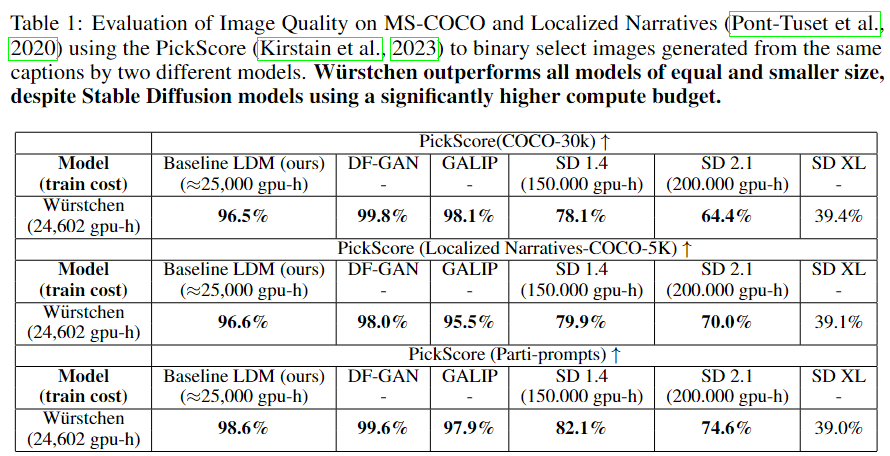 Table 1: Evaluation of Image Quality on MS-COCO and Localized Narratives (Pont-Tuset et al.,
2020) using the PickScore (Kirstain et al., 2023) to binary select images generated from the same
captions by two different models. Würstchen outperforms all models of equal and smaller size,
despite Stable Diffusion models using a significantly higher compute budget.
PickScore(COCO-30k) ↑
Model Baseline LDM (ours) DF-GAN GALIP SD 1.4 SD 2.1 SD XL
(train cost) (≈25,000 gpu-h) - - (150.000 gpu-h) (200.000 gpu-h) -
Würstchen
(24,602 gpu-h) 96.5% 99.8% 98.1% 78.1% 64.4% 39.4%
PickScore (Localized Narratives-COCO-5K) ↑
Model Baseline LDM (ours) DF-GAN GALIP SD 1.4 SD 2.1 SD XL
(train cost) (≈25,000 gpu-h) - - (150.000 gpu-h) (200.000 gpu-h) -
Würstchen
(24,602 gpu-h) 96.6% 98.0% 95.5% 79.9% 70.0% 39.1%
PickScore (Parti-prompts) ↑
Model Baseline LDM (ours) DF-GAN GALIP SD 1.4 SD 2.1 SD XL
(train cost) (≈25,000 gpu-h) - - (150.000 gpu-h) (200.000 gpu-h) -
Würstchen
(24,602 gpu-h) 98.6% 99.6% 97.9% 82.1% 74.6% 39.0%